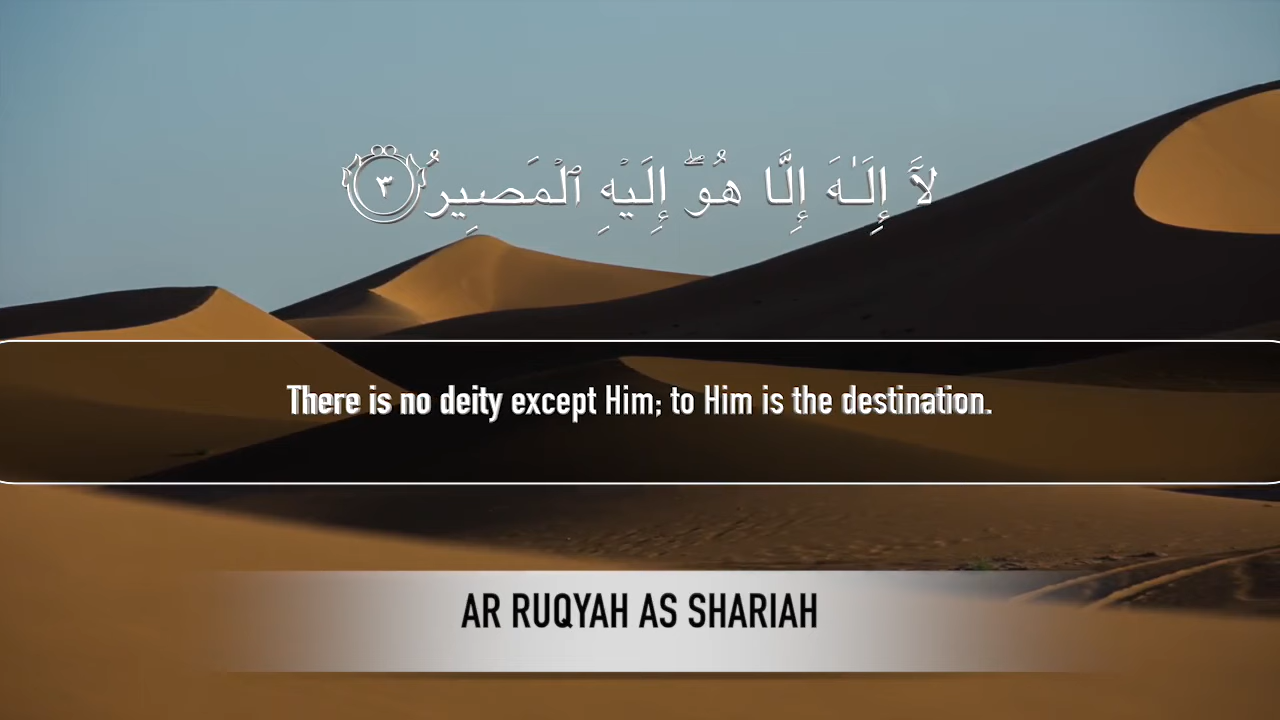 لَآ إِلَـٰهَ إِلَّا هُوَ ۖ إِلَيْهِ ٱلْمَصِيرُ ٣
There is no deity except Him; to Him is the destination.
AR RUQYAH AS SHARIAH